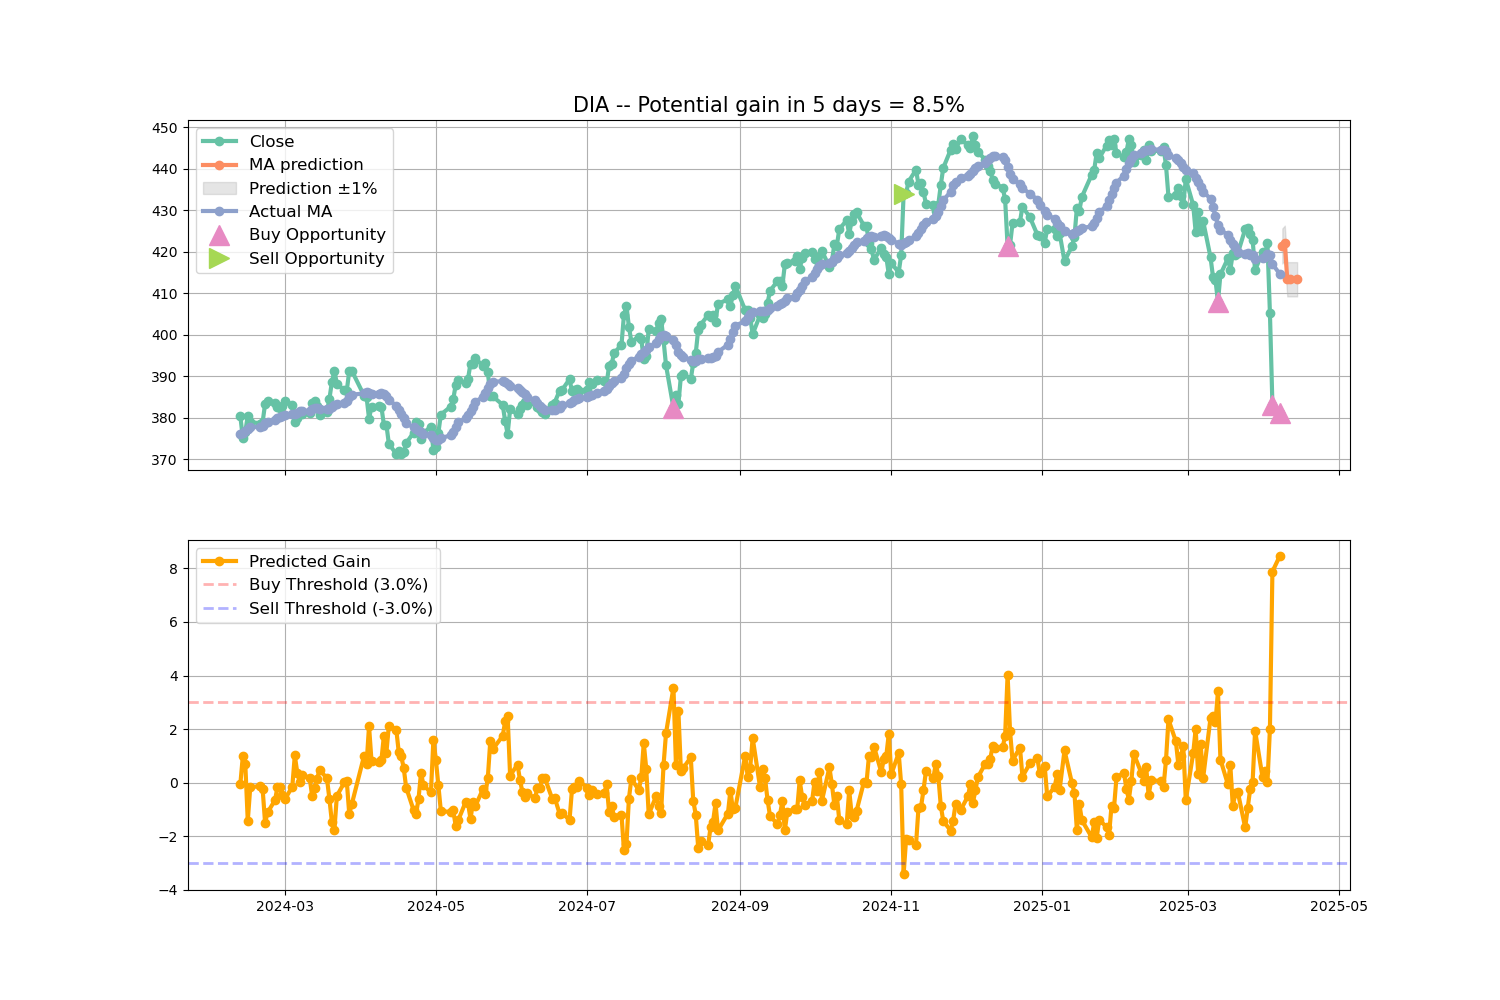 DIA -- Potential gain in 5 days = 8.5%
450
440
430
420
410
400
390
380
370
Close
MA prediction
Prediction ±1%
Actual MA
Buy Opportunity
Sell Opportunity
8
6
4
2
0
−2
−4
Predicted Gain
Buy Threshold (3.0%)
Sell Threshold (-3.0%)
2024-03 2024-05 2024-07 2024-09 2024-11 2025-01 2025-03 2025-05